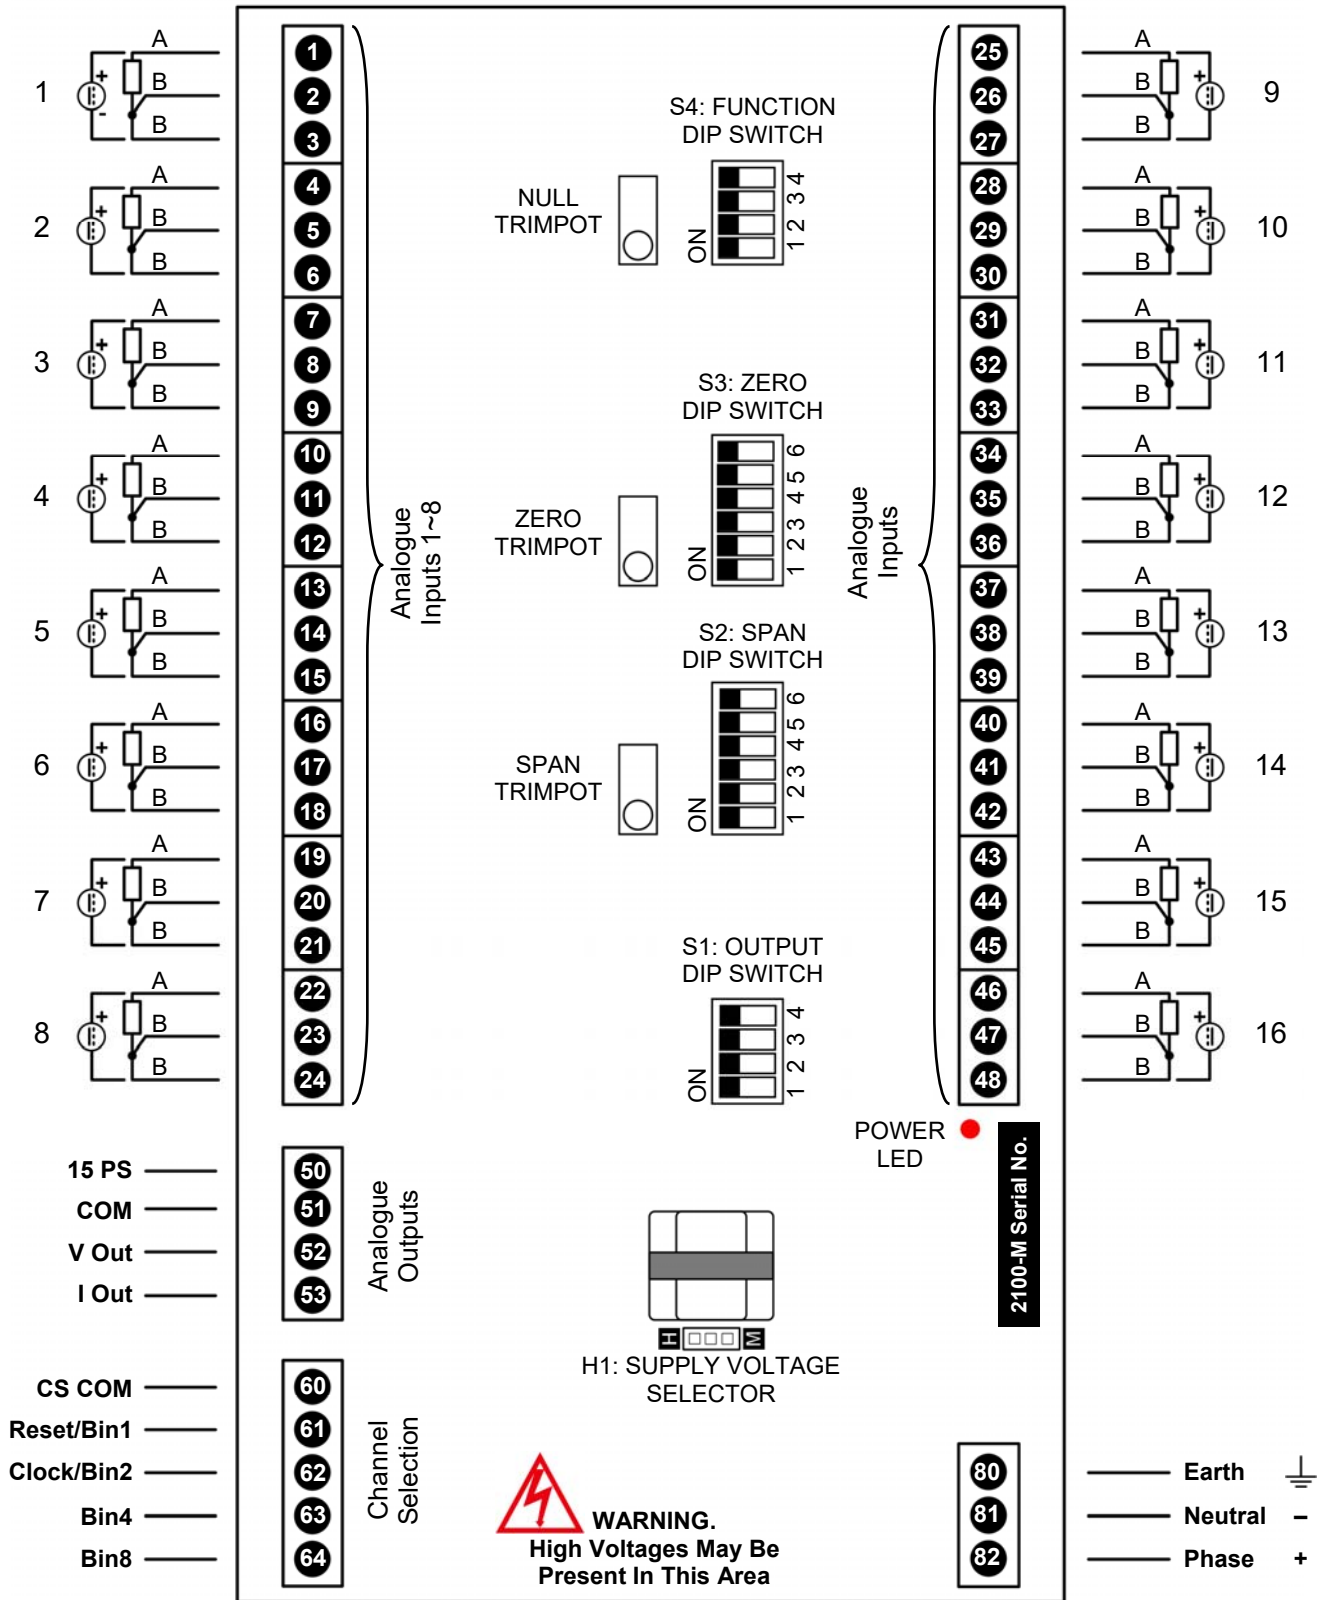 1
A
B
B
2
A
B
B
3
A
B
B
4
A
B
B
5
A
B
B
6
A
B
B
7
A
B
B
8
A
B
B
+
-
+
+
+
+
+
+
+
1
2
3
4
5
6
7
8
9
10
11
12
13
14
15
16
17
18
19
20
21
22
23
24
Analogue
Inputs 1~8
S4: FUNCTION
DIP SWITCH
NULL
TRIMPOT
ON
1 2 3 4
S3: ZERO
DIP SWITCH
ZERO
TRIMPOT
ON
1 2 3 4 5 6
S2: SPAN
DIP SWITCH
SPAN
TRIMPOT
ON
1 2 3 4 5 6
S1: OUTPUT
DIP SWITCH
ON
1 2 3 4
Analogue
Inputs
25
26
27
28
29
30
31
32
33
34
35
36
37
38
39
40
41
42
43
44
45
46
47
48
A
B
B
+
9
A
B
B
+
10
A
B
B
+
11
A
B
B
+
12
A
B
B
+
13
A
B
B
+
14
A
B
B
+
15
A
B
B
+
16
POWER
LED
2100-M Serial No.
15 PS
COM
V Out
I Out
50
51
52
53
Analogue
Outputs
H
M
H1: SUPPLY VOLTAGE
SELECTOR
CS COM
Reset/Bin1
Clock/Bin2
Bin4
Bin8
60
61
62
63
64
Channel
Selection
WARNING.
High Voltages May Be
Present In This Area
80
81
82
Earth
Neutral –
Phase +